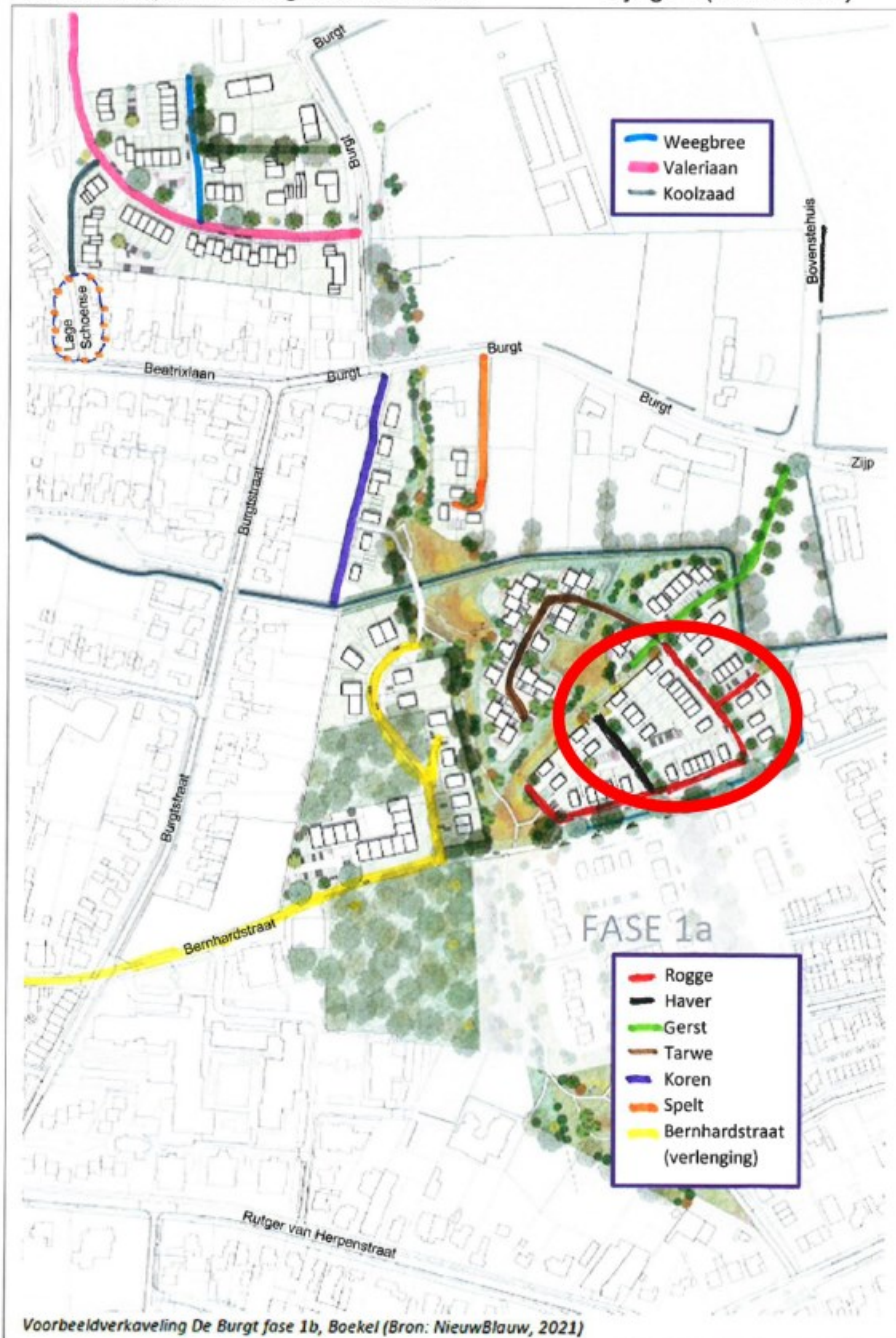 Burgt
Burgt
Weegbree
Valeriaan
Koolzaad
Bovenstehuis
Lage
Schoense
Beatrixlaan
Burgt
Burgt
Burgt
Zijp
Burgtstraat
Burgtstraat
Bernhardstraat
FASE 1a
Rogge
Haver
Gerst
Tarwe
Koren
Spelt
Bernhardstraat
(verlenging)
Rutger van Herpenstraat
Voorbeeldverkaveling De Burgt fase 1b, Boekel (Bron: NieuwBlauw, 2021)